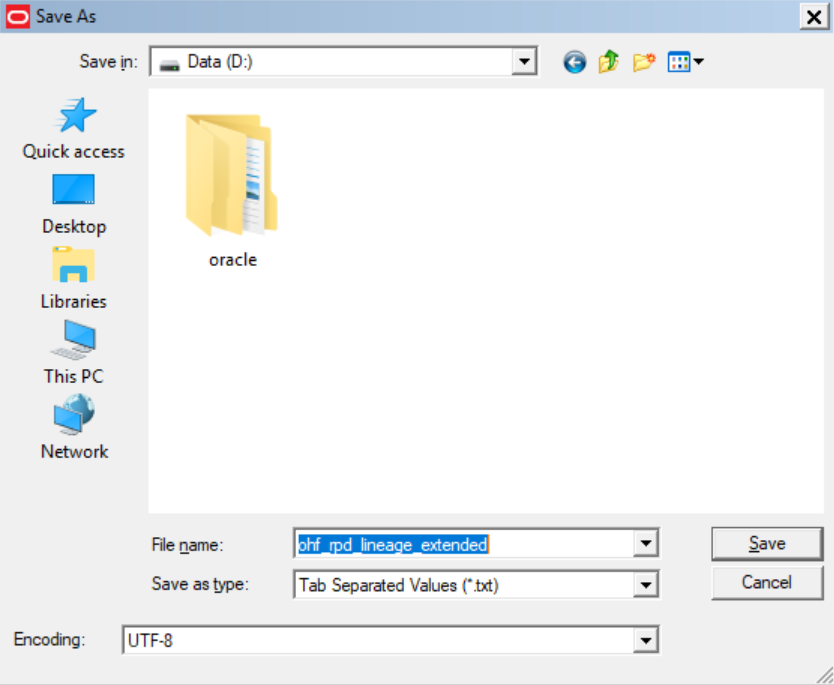 Save As
Save in: Data (D:)
Quick access
Desktop
Libraries
This PC
Network
oracle
File name: ohf_rpd_lineage_extended Save
Save as type: Tab Separated Values (*.txt) Cancel
Encoding: UTF-8